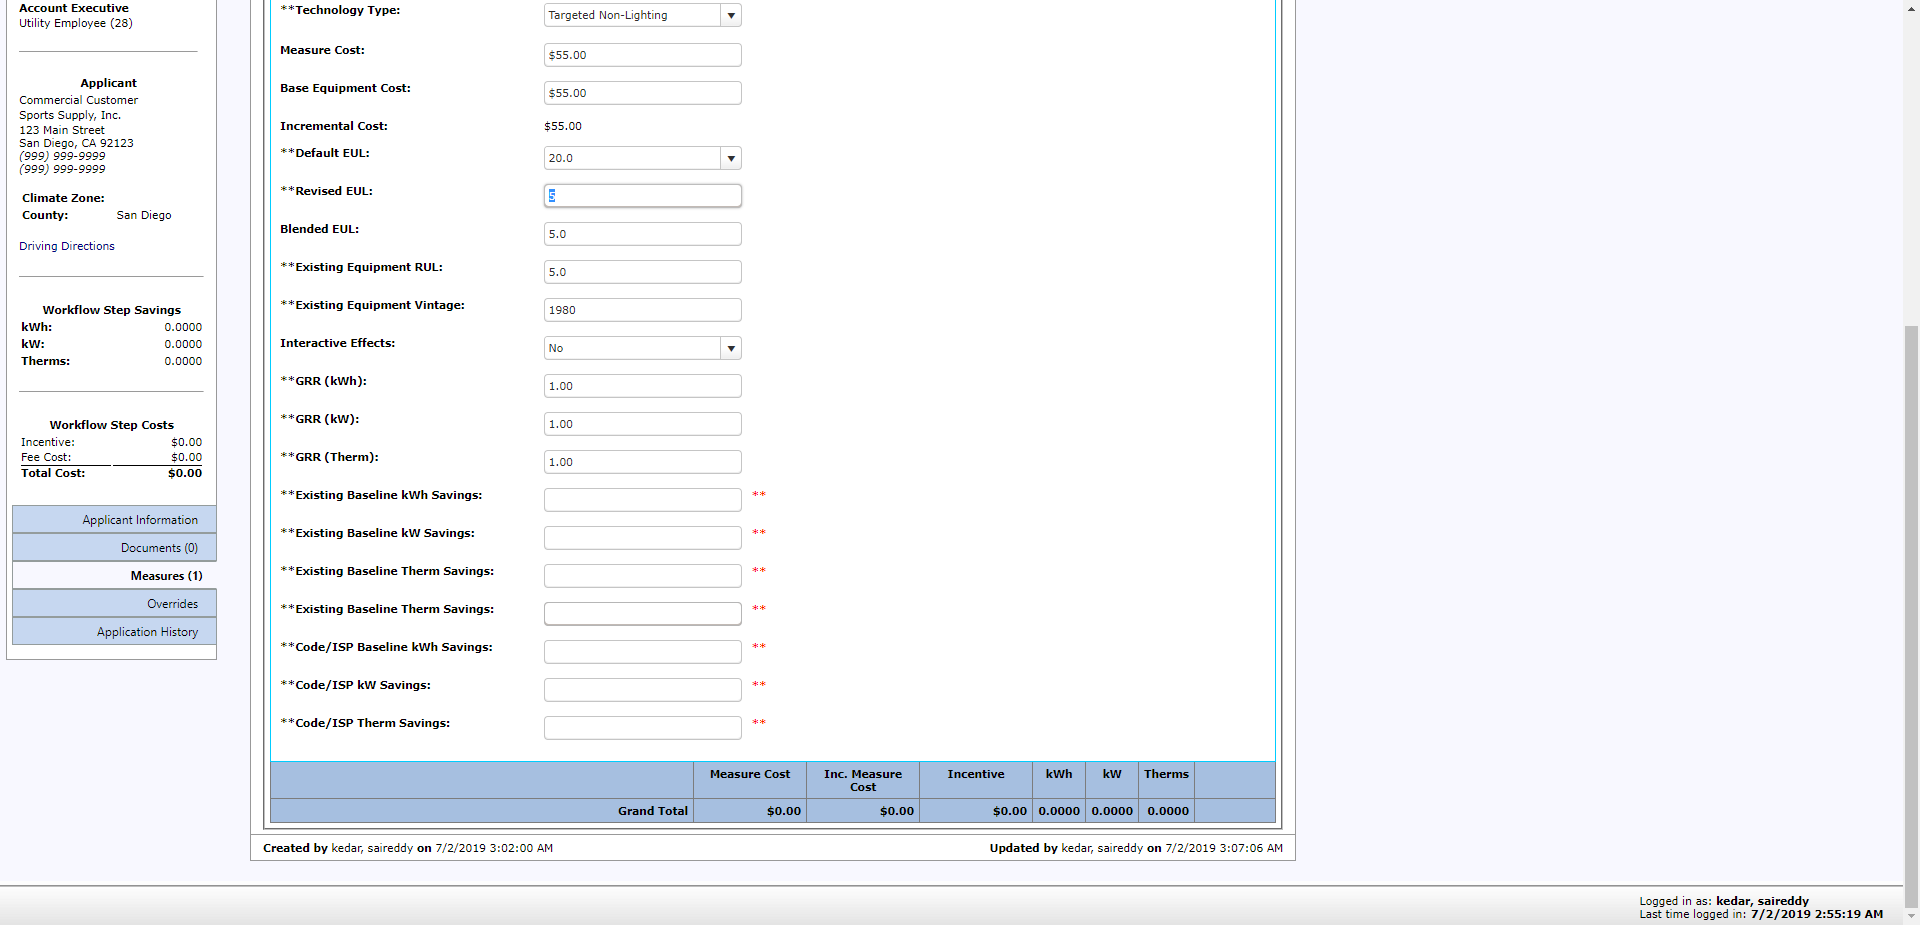 Account Executive
Utility Employee (28)
Applicant
Commercial Customer
Sports Supply, Inc.
123 Main Street
San Diego, CA 92123
(999) 999-9999
(999) 999-9999
Climate Zone:
County: San Diego
Driving Directions
Workflow Step Savings
kWh: 0.0000
kW: 0.0000
Therms: 0.0000
Workflow Step Costs
Incentive: $0.00
Fee Cost: $0.00
Total Cost: $0.00
Applicant Information
Documents (0)
Measures (1)
Overrides
Application History
**Technology Type: Targeted Non-Lighting
Measure Cost: $55.00
Base Equipment Cost: $55.00
Incremental Cost: $55.00
**Default EUL: 20.0
**Revised EUL: 5
Blended EUL: 5.0
**Existing Equipment RUL: 5.0
**Existing Equipment Vintage: 1980
Interactive Effects: No
**GRR (kWh): 1.00
**GRR (kW): 1.00
**GRR (Therm): 1.00
**Existing Baseline kWh Savings: **
**Existing Baseline kW Savings: **
**Existing Baseline Therm Savings: **
**Existing Baseline Therm Savings: **
**Code/ISP Baseline kWh Savings: **
**Code/ISP kW Savings: **
**Code/ISP Therm Savings: **
Measure Cost Inc. Measure Cost Incentive kWh kW Therms
Grand Total $0.00 $0.00 $0.00 0.0000 0.0000 0.0000
Created by kedar, saireddy on 7/2/2019 3:02:00 AM
Updated by kedar, saireddy on 7/2/2019 3:07:06 AM
Logged in as: kedar, saireddy
Last time logged in: 7/2/2019 2:55:19 AM